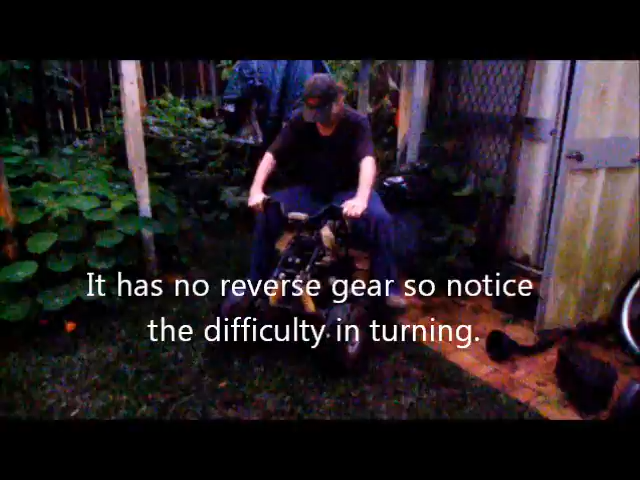 It has no reverse gear so notice
the difficulty in turning.